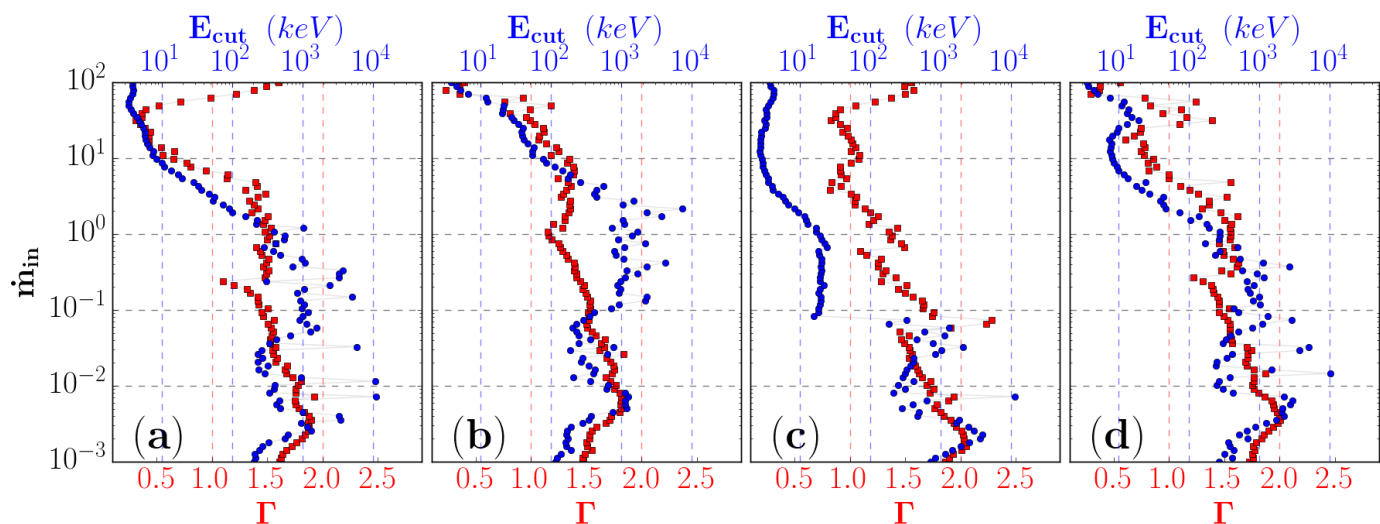 E_cut (keV) E_cut (keV) E_cut (keV) E_cut (keV)
10^1 10^2 10^3 10^4 10^1 10^2 10^3 10^4 10^1 10^2 10^3 10^4 10^1 10^2 10^3 10^4
10^2
10^1
10^0
ṁ_in
10^-1
10^-2
(a) (b) (c) (d)
10^-3
0.5 1.0 1.5 2.0 2.5 0.5 1.0 1.5 2.0 2.5 0.5 1.0 1.5 2.0 2.5 0.5 1.0 1.5 2.0 2.5
Γ Γ Γ Γ